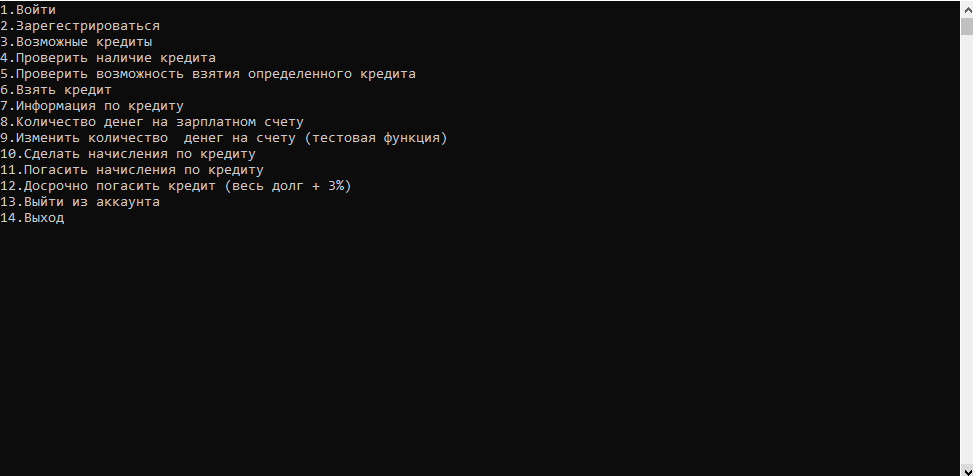 1.Войти
2.Зарегестрироваться
3.Возможные кредиты
4.Проверить наличие кредита
5.Проверить возможность взятия определенного кредита
6.Взять кредит
7.Информация по кредиту
8.Количество денег на зарплатном счету
9.Изменить количество  денег на счету (тестовая функция)
10.Сделать начисления по кредиту
11.Погасить начисления по кредиту
12.Досрочно погасить кредит (весь долг + 3%)
13.Выйти из аккаунта
14.Выход